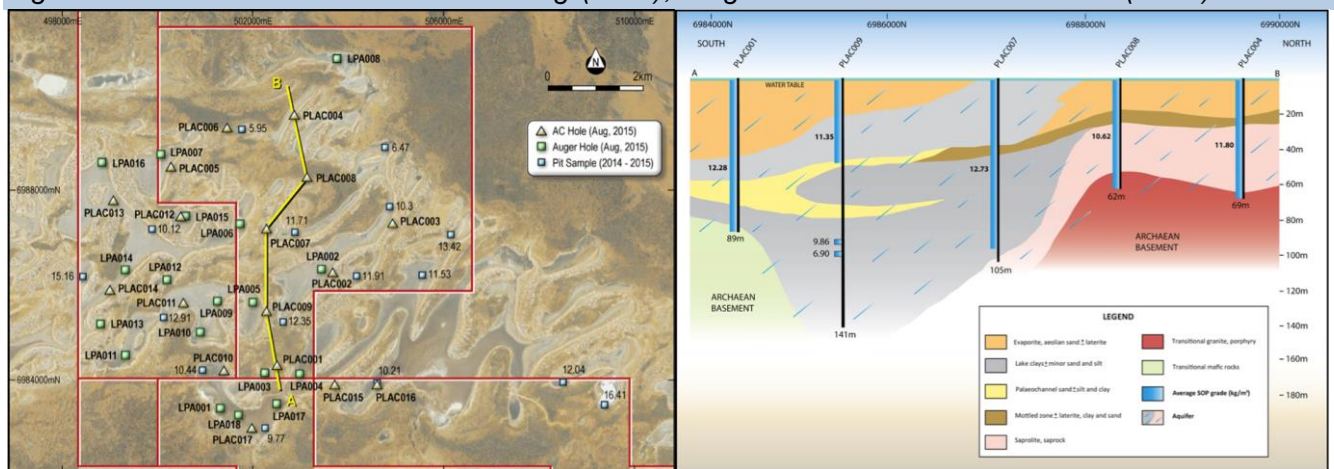 498000mE
502000mE
506000mE
510000mE
LPA008
B
0
2km
PLAC004
AC Hole (Aug, 2015)
Auger Hole (Aug, 2015)
Pit Sample (2014 - 2015)
PLAC006
5.95
6.47
LPA007
LPA016
PLAC005
6988000mN
PLAC008
PLAC013
PLAC012
LPA015
10.3
10.12
LPA006
11.71
PLAC003
PLAC007
13.42
LPA014
LPA002
15.16
LPA012
PLAC002
11.91
11.53
PLAC014
PLAC011
LPA005
LPA009
PLAC009
LPA013
12.91
12.35
LPA010
LPA011
PLAC010
PLAC001
10.44
10.21
12.04
6984000mN
LPA003
LPA004
PLAC015
PLAC016
16.41
LPA001
A
LPA017
LPA018
PLAC017
9.77
6984000N
6986000N
6988000N
6990000N
SOUTH
PLAC001
PLAC009
PLAC007
PLAC008
PLAC004
NORTH
A
B
WATER TABLE
20m
11.35
10.62
40m
12.28
12.73
11.80
60m
62m
69m
80m
89m
9.86
6.90
ARCHAEAN
BASEMENT
100m
105m
ARCHAEAN
BASEMENT
120m
141m
140m
160m
180m
LEGEND
Evaporite, aeolian sand ± laterite
Transitional granite, porphyry
Lake clays ± minor sand and silt
Transitional mafic rocks
Palaeochannel sand ± silt and clay
Average SOP grade (kg/m³)
Mottled zone ± laterite, clay and sand
Aquifer
Saprolite, saprock